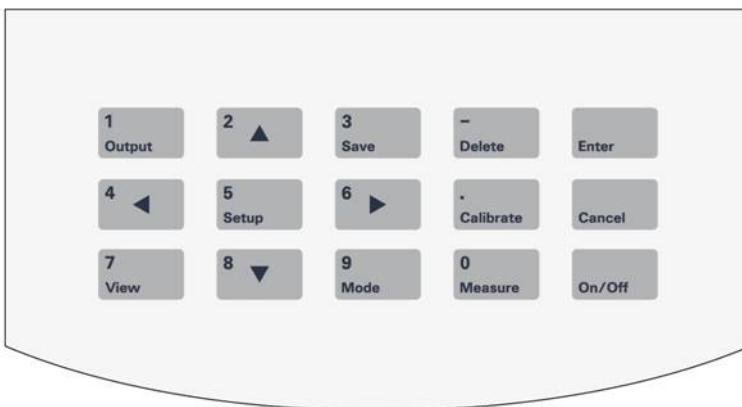 1 2 ▲ 3 −
Output Save Delete Enter
4 ◀ 5 6 ▶ .
Setup Calibrate Cancel
7 8 ▼ 9 0
View Mode Measure On/Off